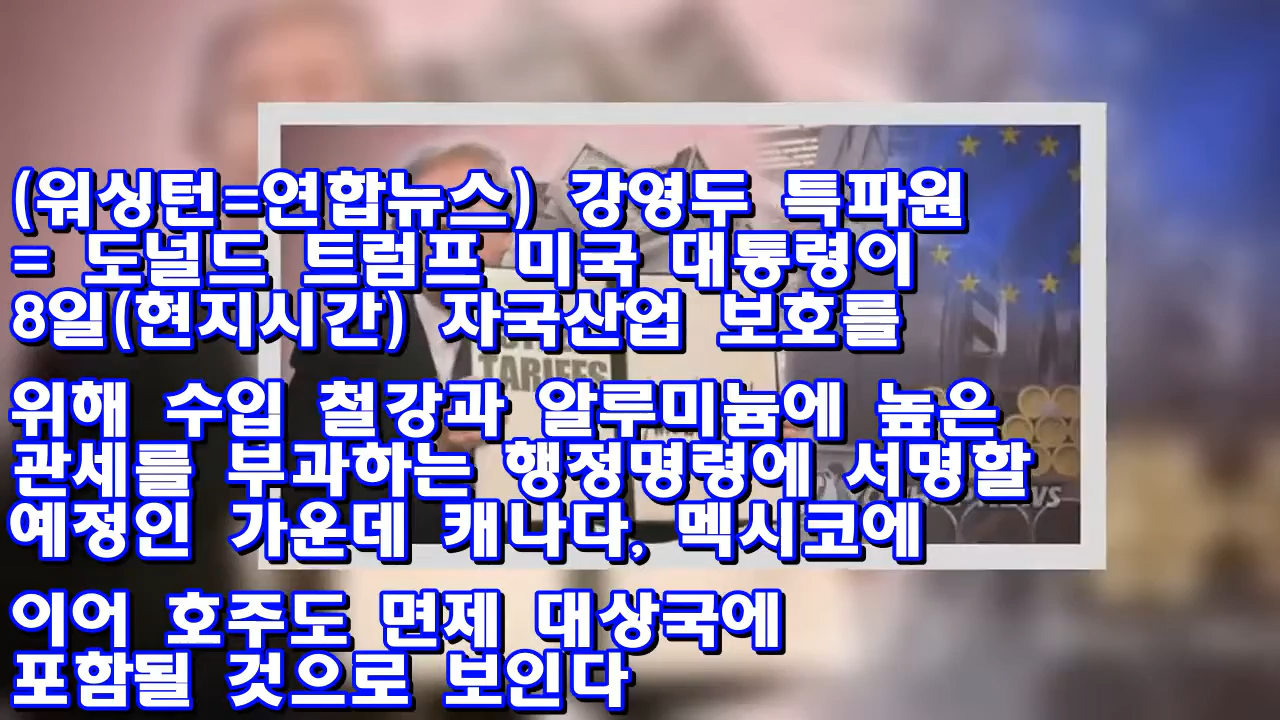 (워싱턴=연합뉴스) 강영두 특파원
= 도널드 트럼프 미국 대통령이
8일(현지시간) 자국산업 보호를
TARIFFS
위해 수입 철강과 알루미늄에 높은
관세를 부과하는 행정명령에 서명할
예정인 가운데 캐나다, 멕시코에
이어 호주도 면제 대상국에
포함될 것으로 보인다